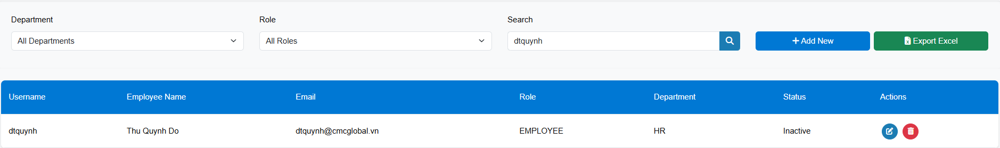 Department Role Search
All Departments All Roles dtquynh Add New Export Excel
Username Employee Name Email Role Department Status Actions
dtquynh Thu Quynh Do dtquynh@cmcglobal.vn EMPLOYEE HR Inactive